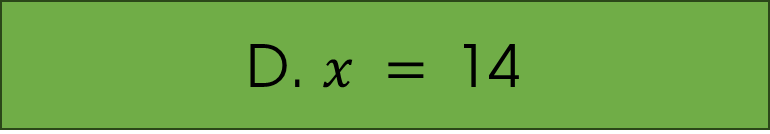 D. x = 14